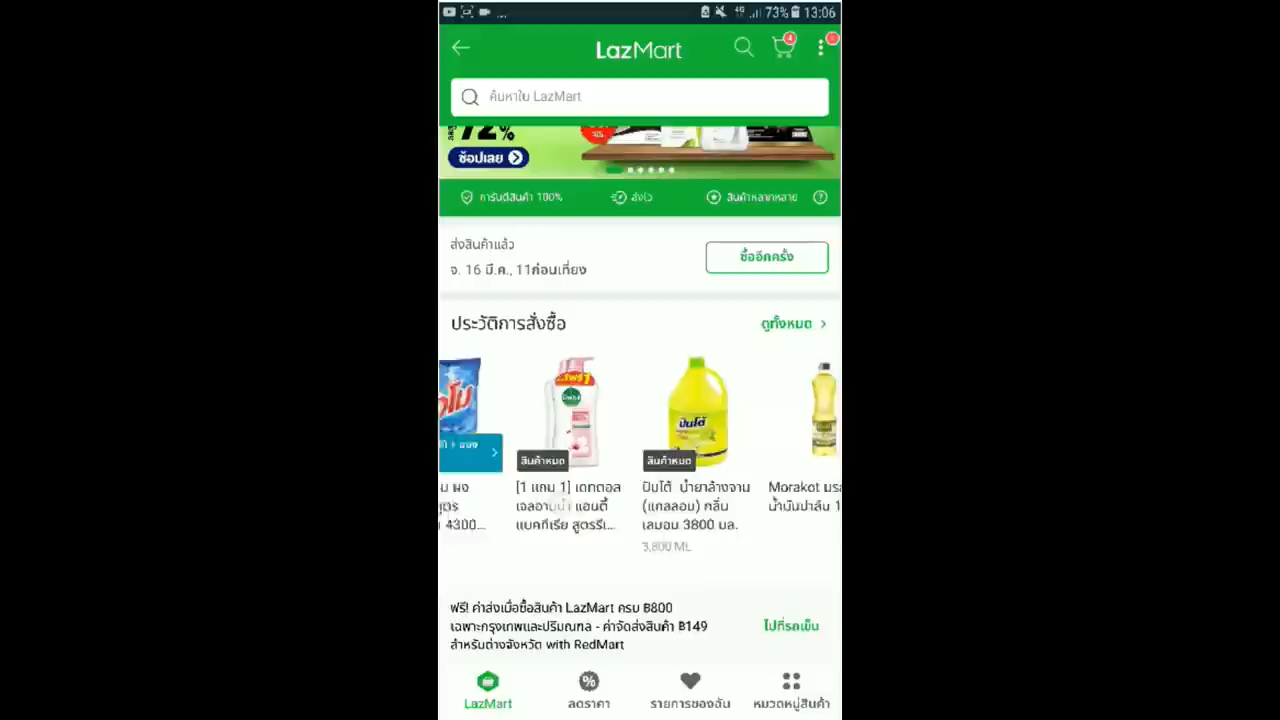 4G 73% 13:06
LazMart
4
ค้นหาใน LazMart
72%
ช้อปเลย
การันตีสินค้า 100%
ส่งไว
สินค้าหลากหลาย
ส่งสินค้าแล้ว
จ. 16 มี.ค., 11ก่อนเที่ยง
ซื้ออีกครั้ง
ประวัติการสั่งซื้อ
ดูทั้งหมด
สินค้าหมด
ปินโต้
สินค้าหมด
ม ผง
ุตร
4300...
[1 แถม 1] เดทตอล
เจลอาบน้ำ แอนตี้
แบคทีเรีย สูตรรี...
ปินโต้ น้ำยาล้างจาน
(แกลลอน) กลิ่น
เลมอน 3800 มล.
3,800 ML
Morakot มร
น้ำมันปาล์ม 1
ฟรี! ค่าส่งเมื่อซื้อสินค้า LazMart ครบ ฿800
เฉพาะกรุงเทพและปริมณฑล - ค่าจัดส่งสินค้า ฿149
สำหรับต่างจังหวัด with RedMart
ไปที่รถเข็น
LazMart
ลดราคา
รายการของฉัน
หมวดหมู่สินค้า